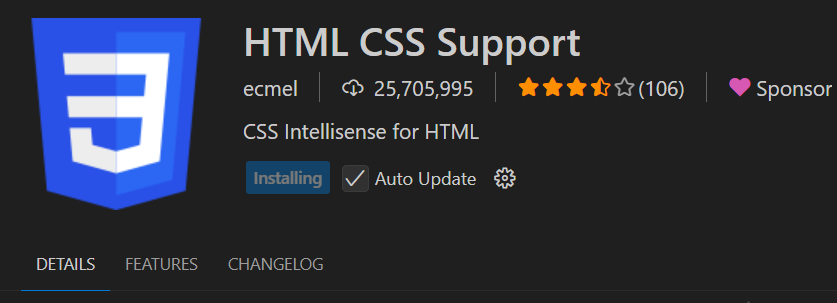 HTML CSS Support
ecmel 25,705,995 (106) Sponsor
CSS Intellisense for HTML
Installing Auto Update
DETAILS FEATURES CHANGELOG